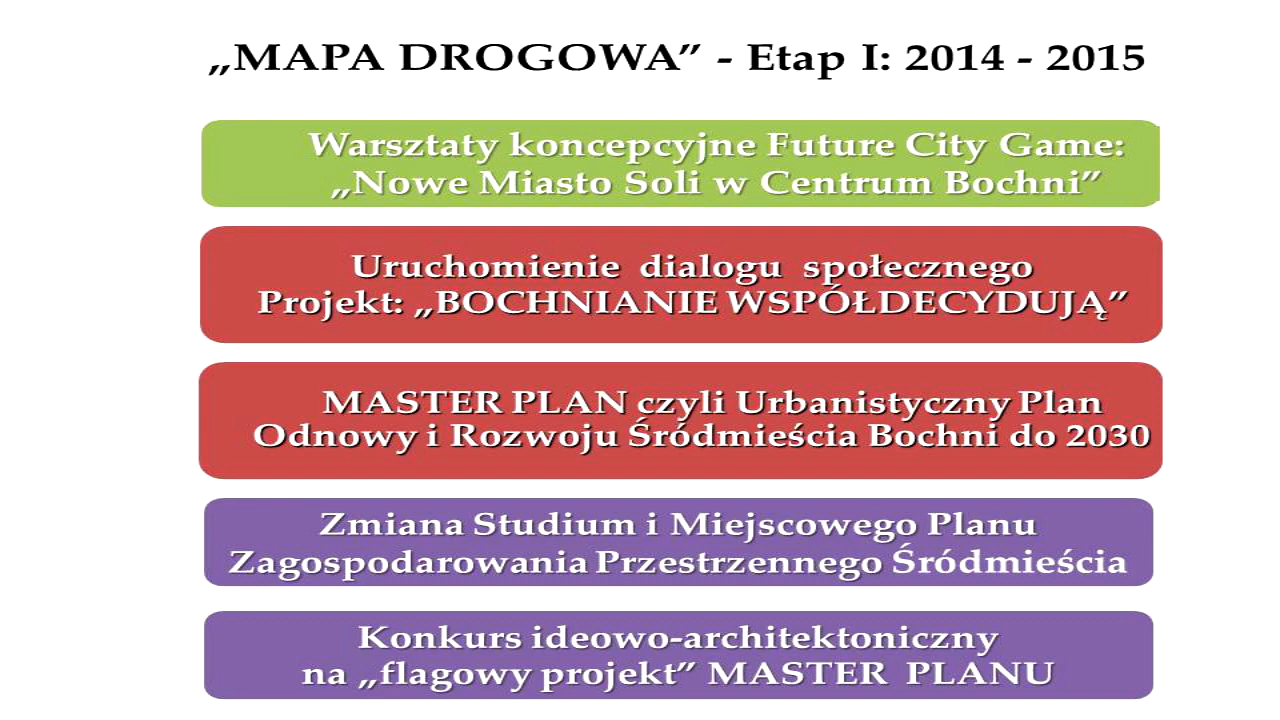 „MAPA DROGOWA” - Etap I: 2014 - 2015
Warsztaty koncepcyjne Future City Game:
„Nowe Miasto Soli w Centrum Bochni”
Uruchomienie dialogu społecznego
Projekt: „BOCHNIANIE WSPÓŁDECYDUJĄ”
MASTER PLAN czyli Urbanistyczny Plan
Odnowy i Rozwoju Śródmieścia Bochni do 2030
Zmiana Studium i Miejscowego Planu
Zagospodarowania Przestrzennego Śródmieścia
Konkurs ideowo-architektoniczny
na „flagowy projekt” MASTER PLANU